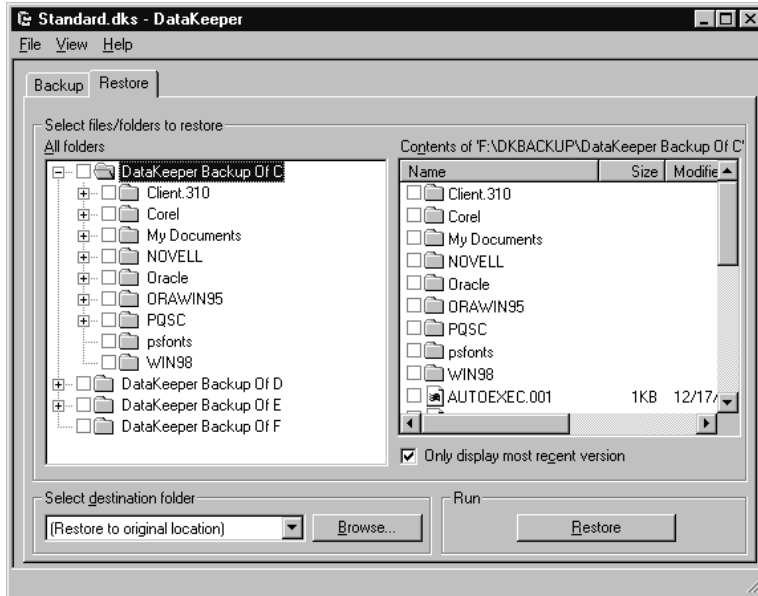 Standard.dks - DataKeeper
File View Help
Backup Restore
Select files/folders to restore
All folders
DataKeeper Backup Of C
Client.310
Corel
My Documents
NOVELL
Oracle
ORAWIN95
PQSC
psfonts
WIN98
DataKeeper Backup Of D
DataKeeper Backup Of E
DataKeeper Backup Of F
Contents of 'F:\DKBACKUP\DataKeeper Backup Of C'
Name Size Modifie
Client.310
Corel
My Documents
NOVELL
Oracle
ORAWIN95
PQSC
psfonts
WIN98
AUTOEXEC.001 1KB 12/17/
Only display most recent version
Select destination folder
(Restore to original location) Browse...
Run
Restore